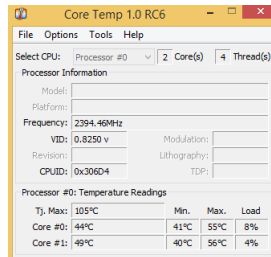 Core Temp 1.0 RC6
File Options Tools Help
Select CPU: Processor #0 2 Core(s) 4 Thread(s)
Processor Information
Model:
Platform:
Frequency: 2394.46MHz
VID: 0.8250 v Modulation:
Revision: Lithography:
CPUID: 0x306D4 TDP:
Processor #0: Temperature Readings
Tj. Max: 105°C Min. Max. Load
Core #0: 44°C 41°C 55°C 8%
Core #1: 49°C 40°C 56°C 4%